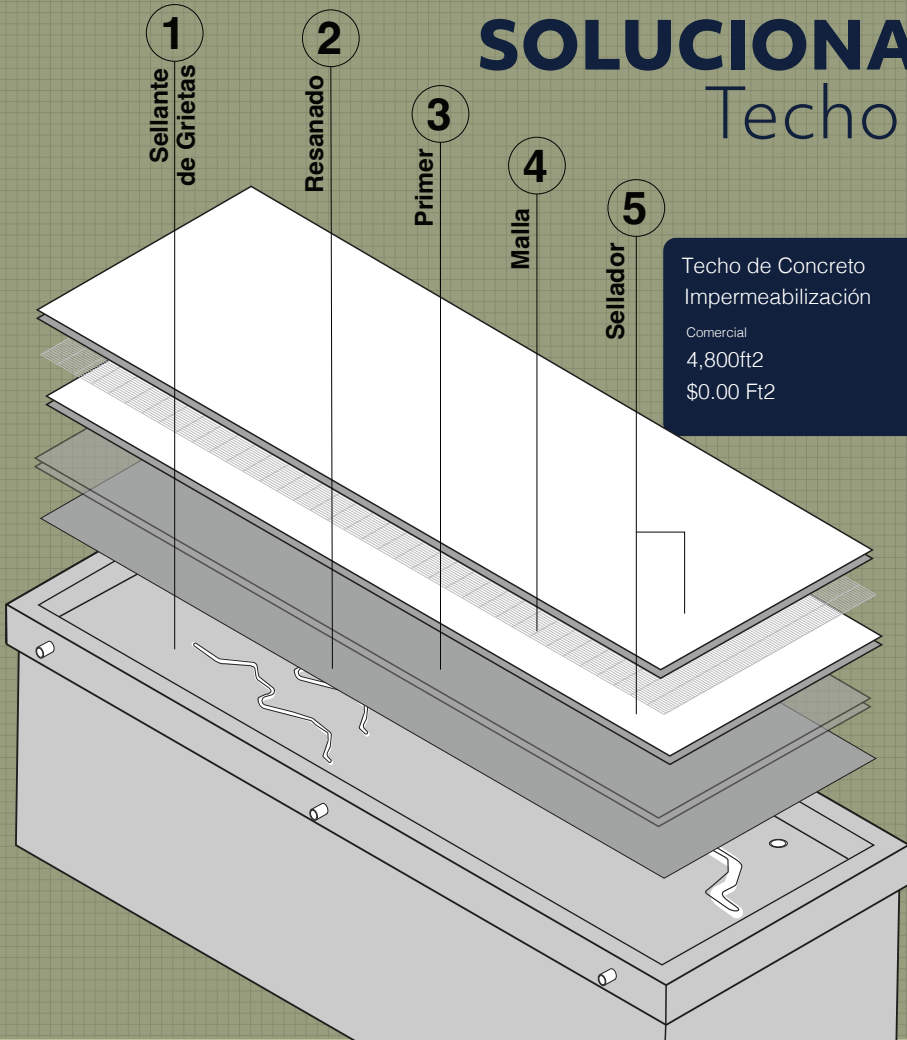 SOLUCIONA
Techo
1
Sellante
de Grietas
2
Resanado
3
Primer
4
Malla
5
Sellador
Techo de Concreto
Impermeabilización
Comercial
4,800ft2
$0.00 Ft2